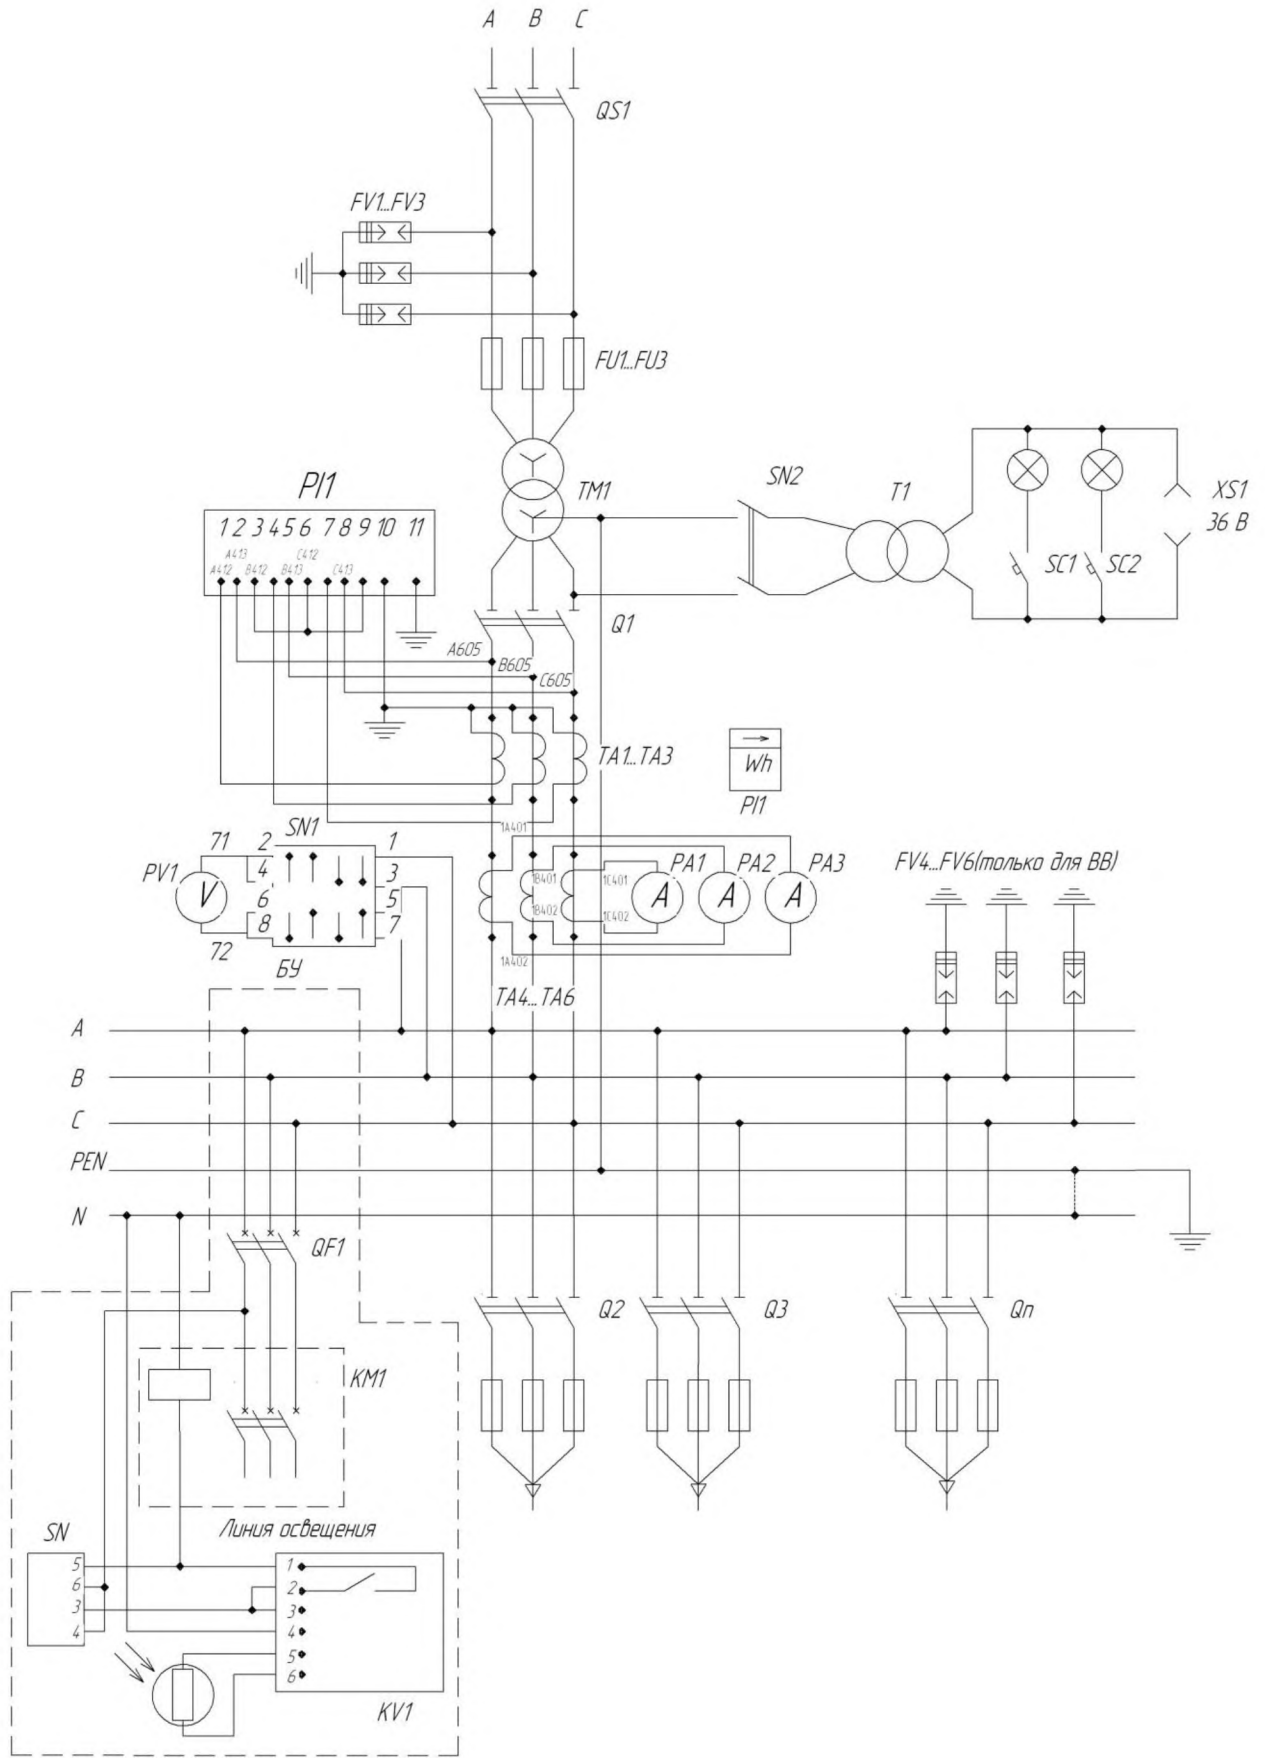 A B C
QS1
FV1...FV3
FU1...FU3
TM1
SN2
T1
XS1
36 В
SC1
SC2
PI1
1 2 3 4 5 6 7 8 9 10 11
A413
C412
A412
B412
B413
C413
Q1
A605
B605
C605
TA1...TA3
Wh
PI1
1A401
SN1
71
2
1
4
3
6
5
8
7
PV1
V
72
БУ
1B401
1C401
1B402
1C402
1A402
PA1
PA2
PA3
A
A
A
TA4...TA6
FV4...FV6(только для ВВ)
A
B
C
PEN
N
QF1
Q2
Q3
Qn
KM1
Линия освещения
SN
5
6
3
4
1
2
3
4
5
6
KV1